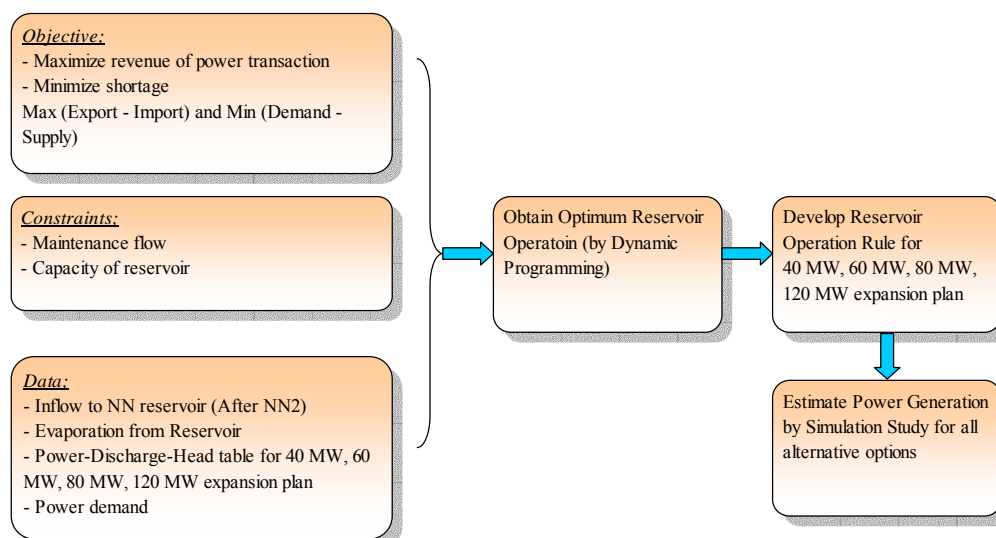 Objective;
- Maximize revenue of power transaction
- Minimize shortage
Max (Export - Import) and Min (Demand -
Supply)
Constraints;
- Maintenance flow
- Capacity of reservoir
Data;
- Inflow to NN reservoir (After NN2)
- Evaporation from Reservoir
- Power-Discharge-Head table for 40 MW, 60
MW, 80 MW, 120 MW expansion plan
- Power demand
Obtain Optimum Reservoir
Operatoin (by Dynamic
Programming)
Develop Reservoir
Operation Rule for
40 MW, 60 MW, 80 MW,
120 MW expansion plan
Estimate Power Generation
by Simulation Study for all
alternative options